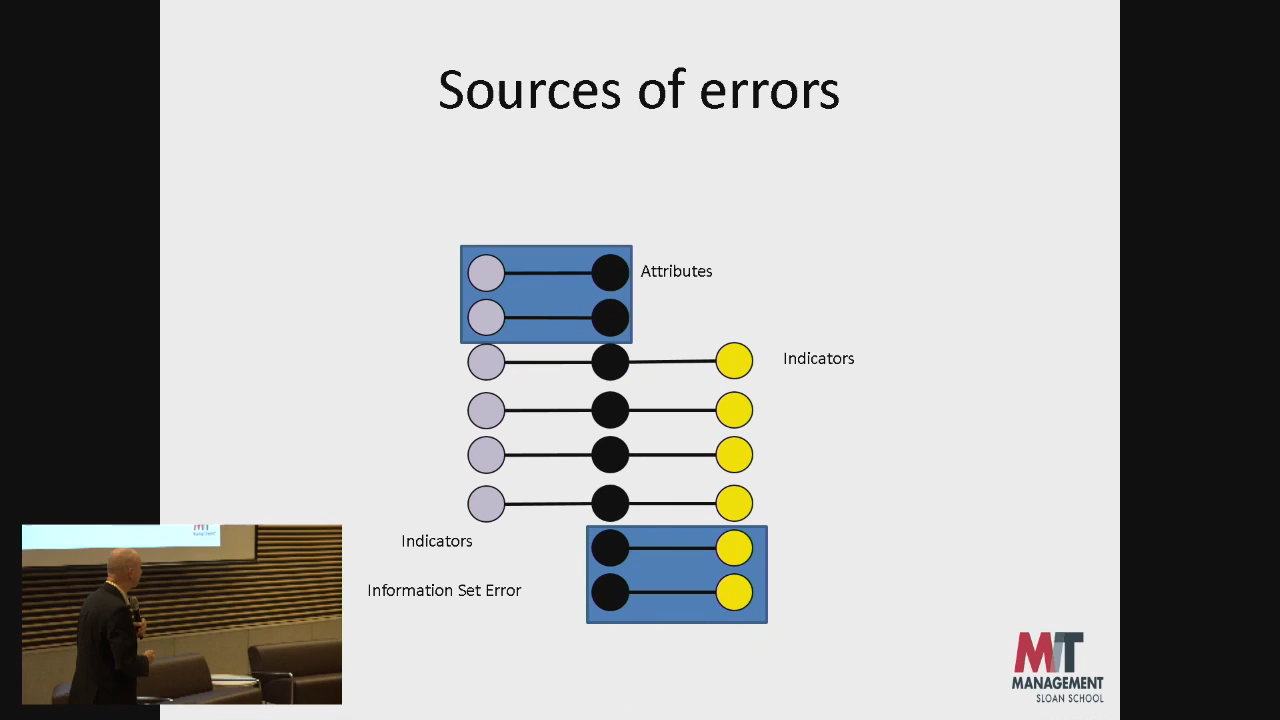 Sources of errors
Attributes
Indicators
Indicators
Information Set Error
MIT
MANAGEMENT
SLOAN SCHOOL